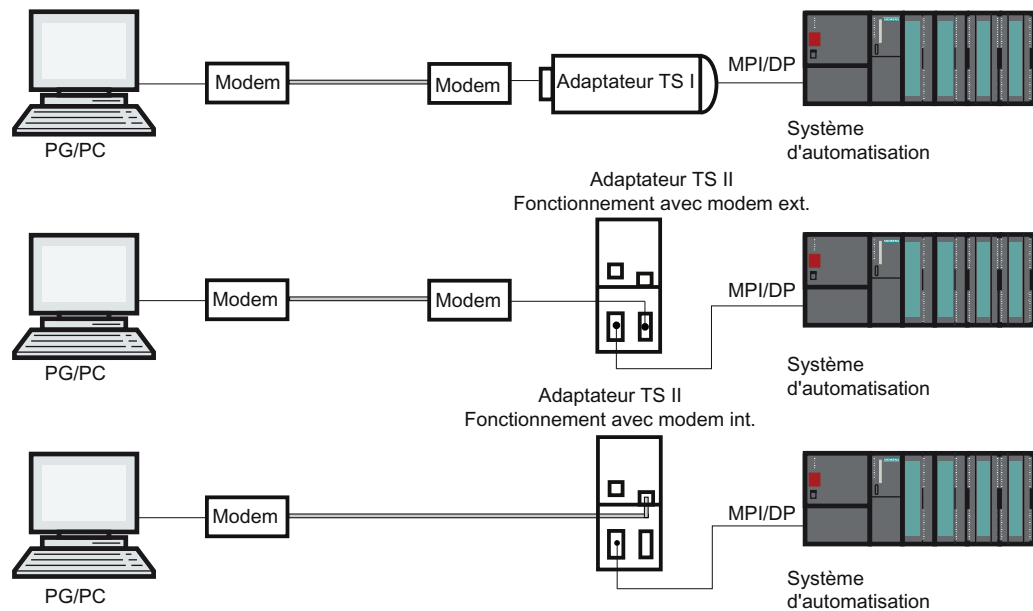 Modem
Modem
Adaptateur TS I
MPI/DP
PG/PC
Système
d'automatisation
Adaptateur TS II
Fonctionnement avec modem ext.
Modem
Modem
MPI/DP
PG/PC
Système
d'automatisation
Adaptateur TS II
Fonctionnement avec modem int.
Modem
MPI/DP
PG/PC
Système
d'automatisation